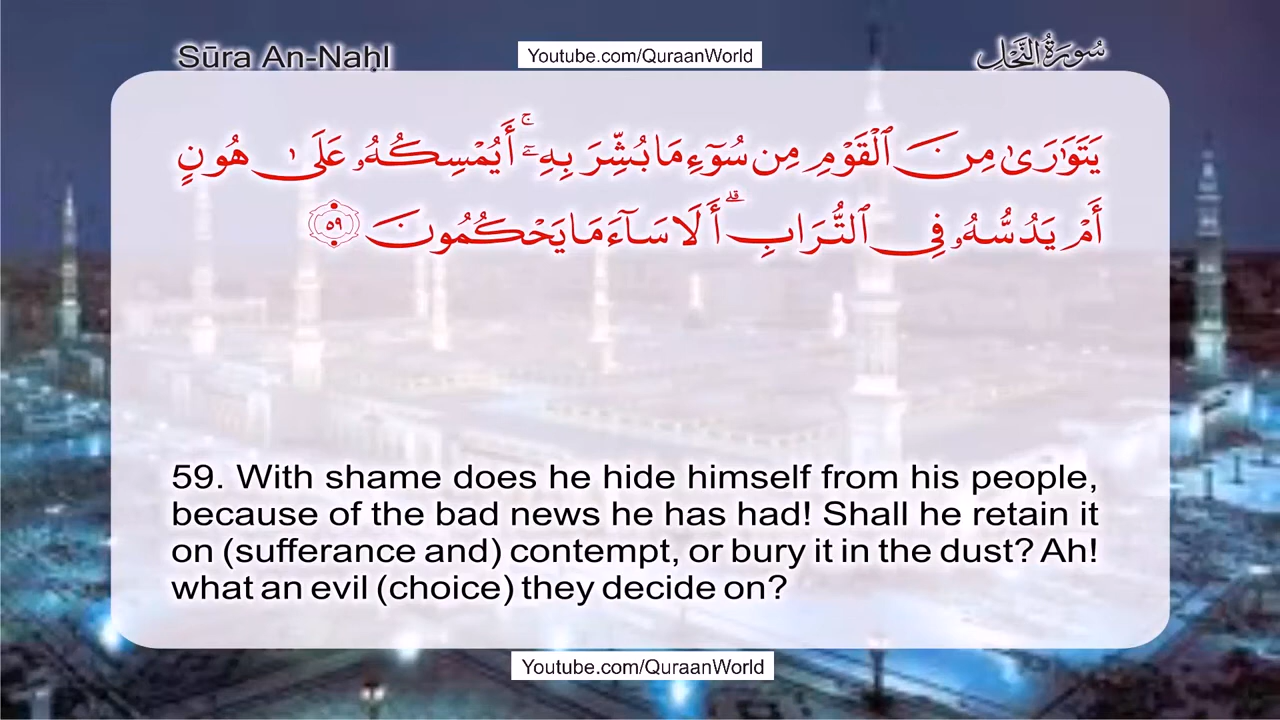 Sūra An-Naḥl
Youtube.com/QuraanWorld
سُورَةُ النَّحْلِ
يَتَوَٰرَىٰ مِنَ ٱلْقَوْمِ مِن سُوٓءِ مَا بُشِّرَ بِهِۦٓ ۚ أَيُمْسِكُهُۥ عَلَىٰ هُونٍ
أَمْ يَدُسُّهُۥ فِى ٱلتُّرَابِ ۗ أَلَا سَآءَ مَا يَحْكُمُونَ ٥٩
59. With shame does he hide himself from his people,
because of the bad news he has had! Shall he retain it
on (sufferance and) contempt, or bury it in the dust? Ah!
what an evil (choice) they decide on?
Youtube.com/QuraanWorld